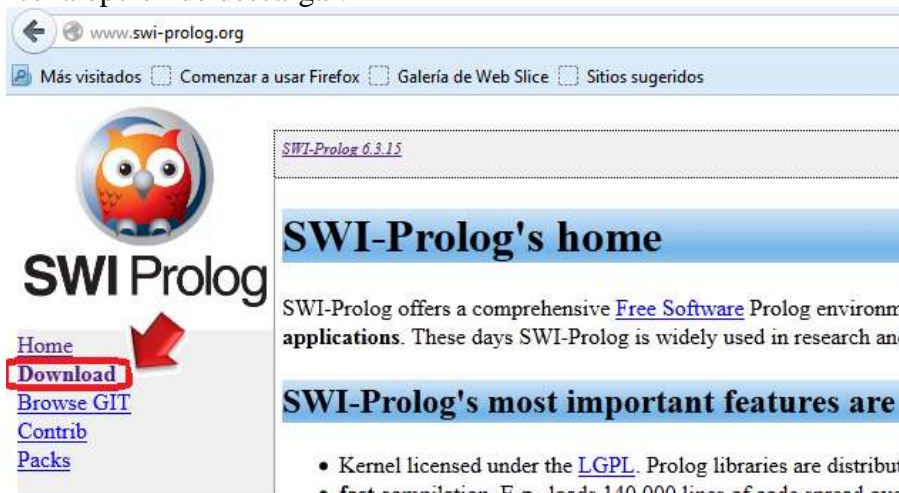 www.swi-prolog.org
Más visitados Comenzar a usar Firefox Galería de Web Slice Sitios sugeridos
SWI-Prolog 6.3.15
SWI Prolog
SWI-Prolog's home
SWI-Prolog offers a comprehensive Free Software Prolog
applications. These days SWI-Prolog is widely used in research
Home
Download
Browse GIT
Contrib
Packs
SWI-Prolog's most important features are
• Kernel licensed under the LGPL. Prolog libraries are